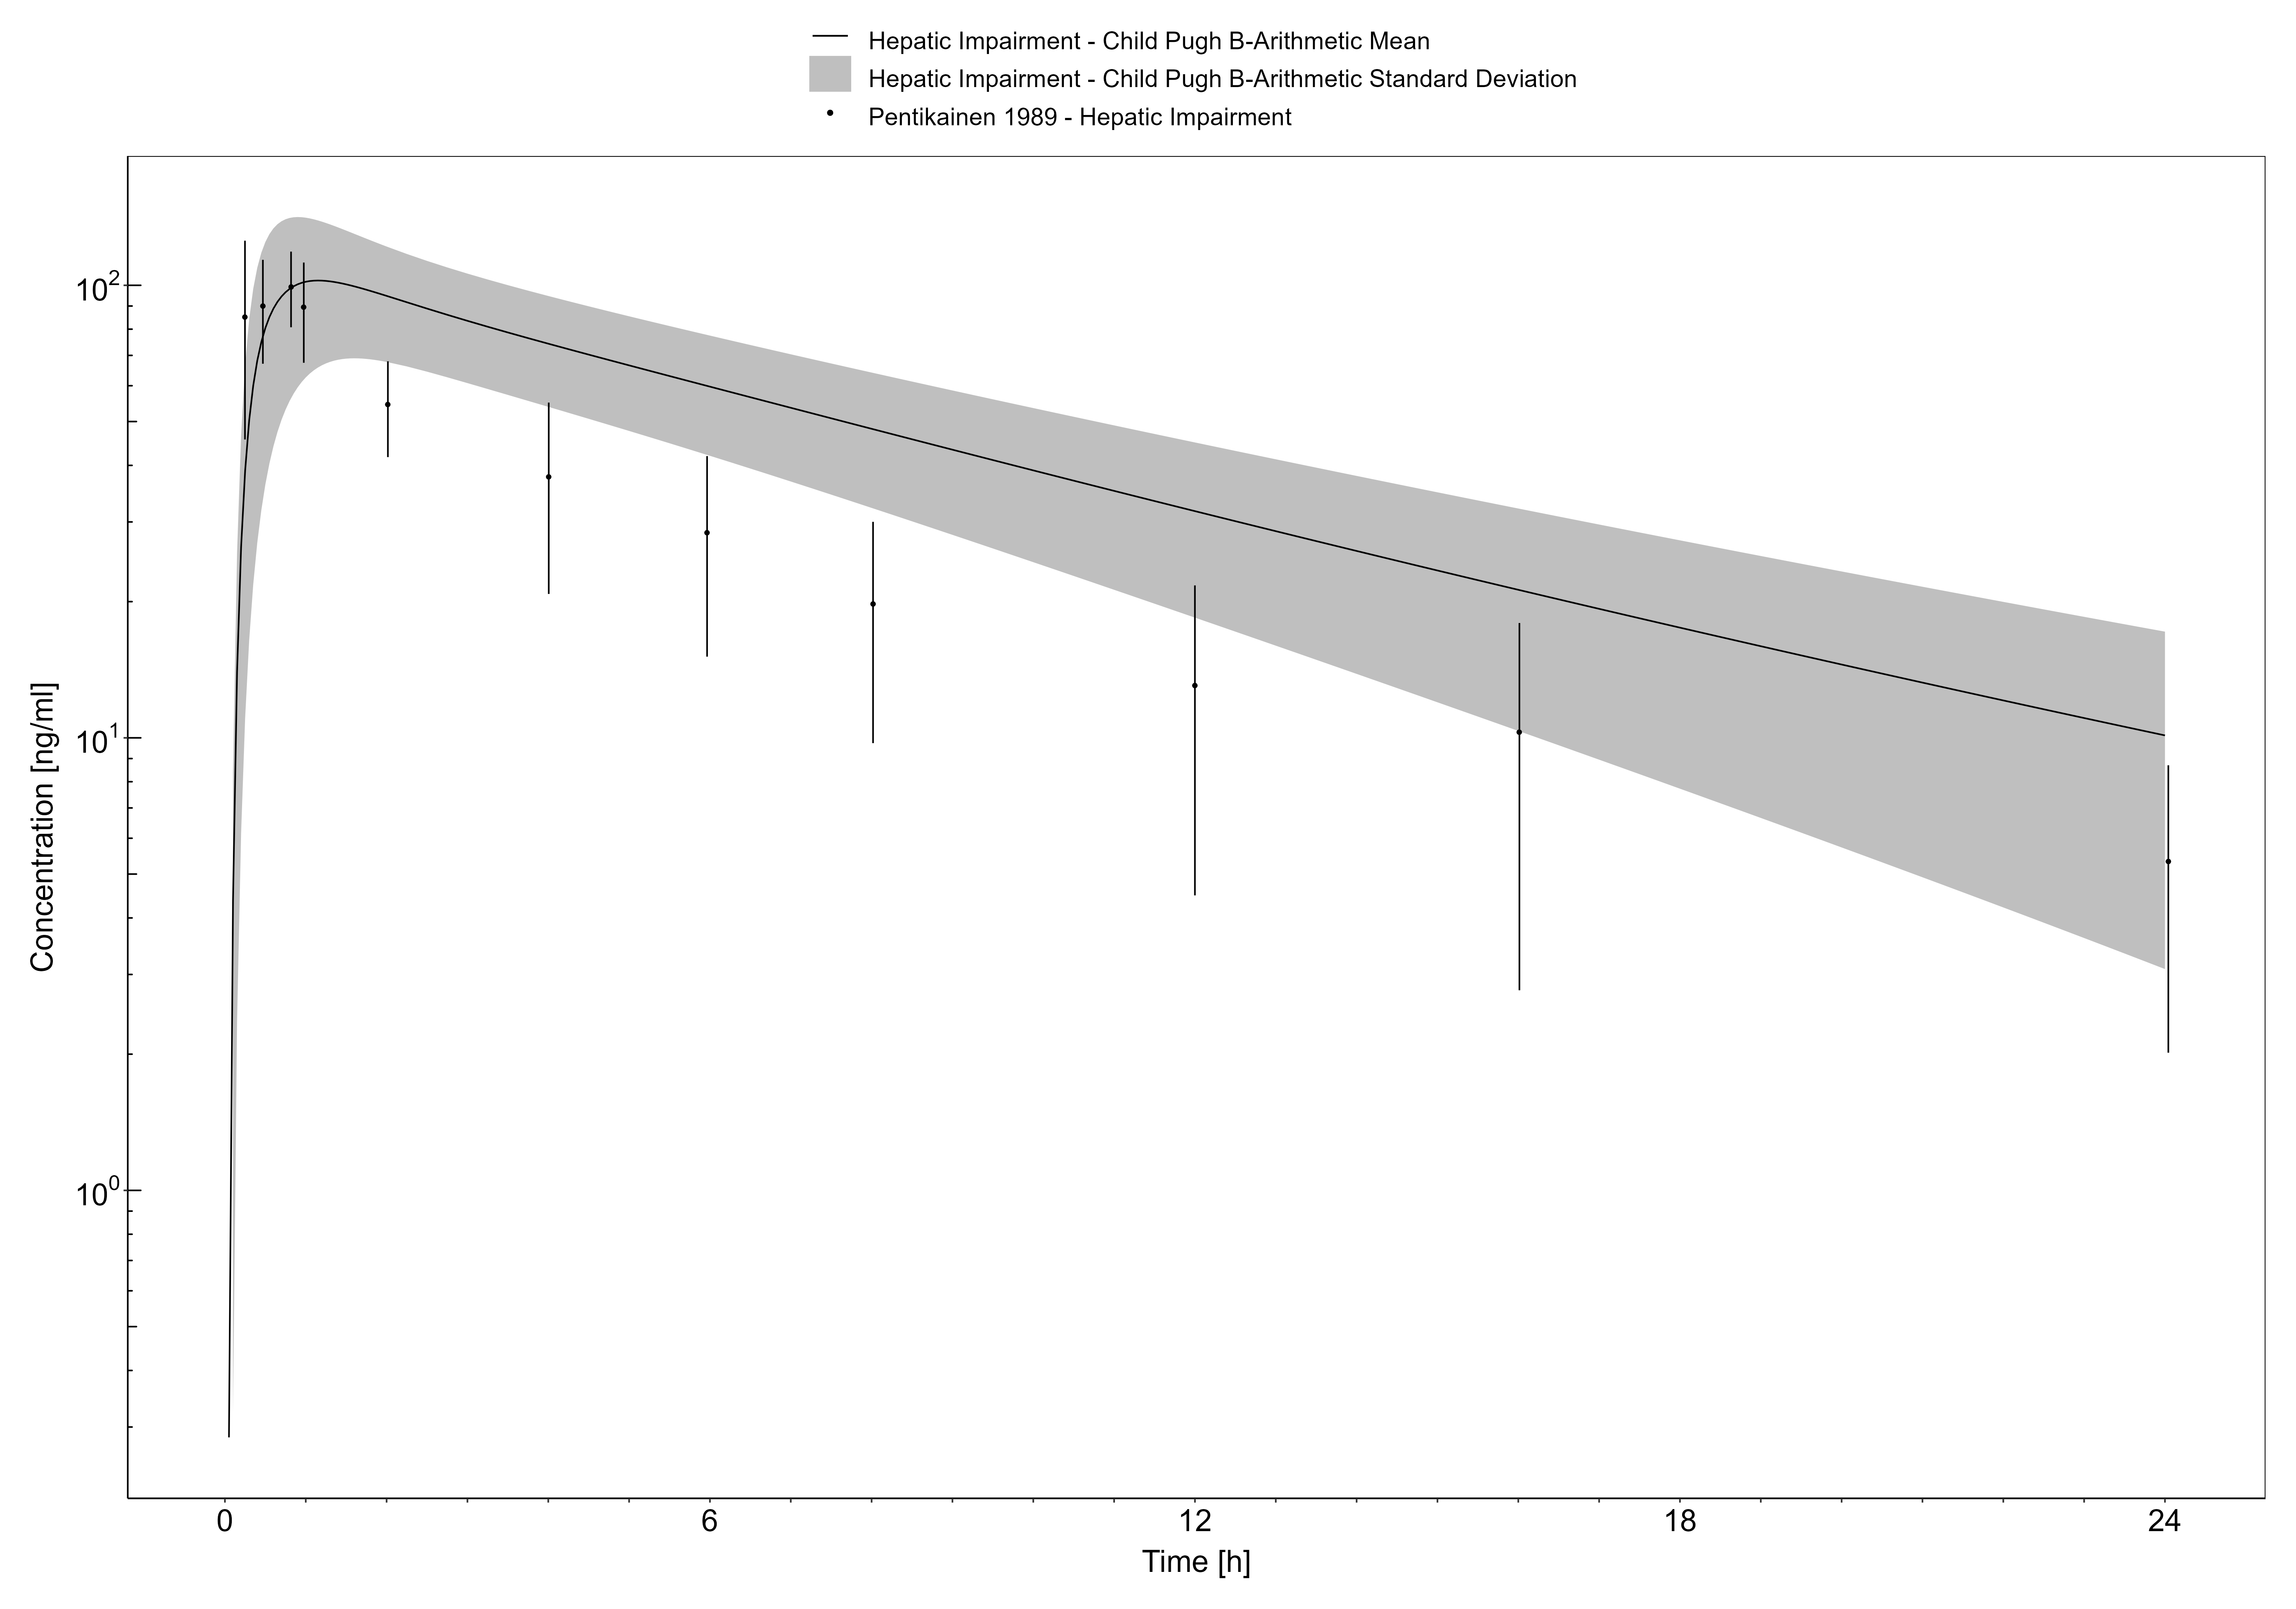 Hepatic Impairment - Child Pugh B-Arithmetic Mean
Hepatic Impairment - Child Pugh B-Arithmetic Standard Deviation
Pentikainen 1989 - Hepatic Impairment
10²
10¹
10⁰
Concentration [ng/ml]
0 6 12 18 24
Time [h]